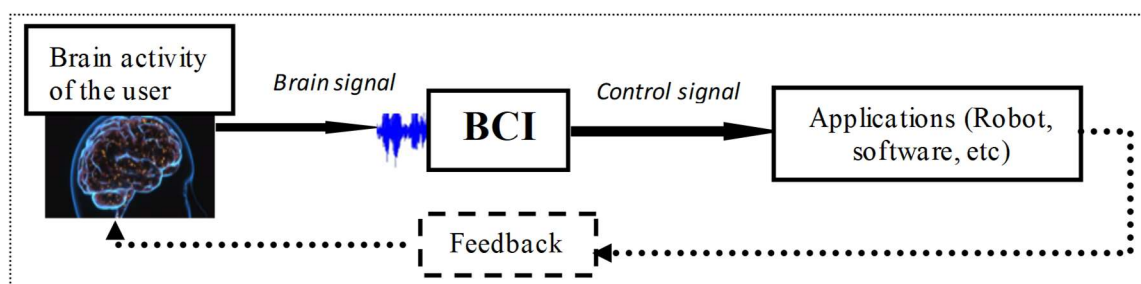 Brain activity
of the user
Brain signal
BCI
Control signal
Applications (Robot,
software, etc)
Feedback